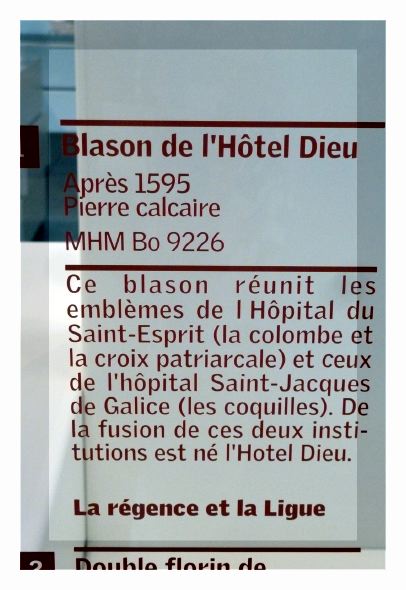 Blason de l'Hôtel Dieu
Après 1595
Pierre calcaire
MHM Bo 9226
Ce blason réunit les
emblèmes de l Hôpital du
Saint-Esprit (la colombe et
la croix patriarcale) et ceux
de l'hôpital Saint-Jacques
de Galice (les coquilles). De
la fusion de ces deux insti-
tutions est né l'Hotel Dieu.
La régence et la Ligue
2 Double florin de